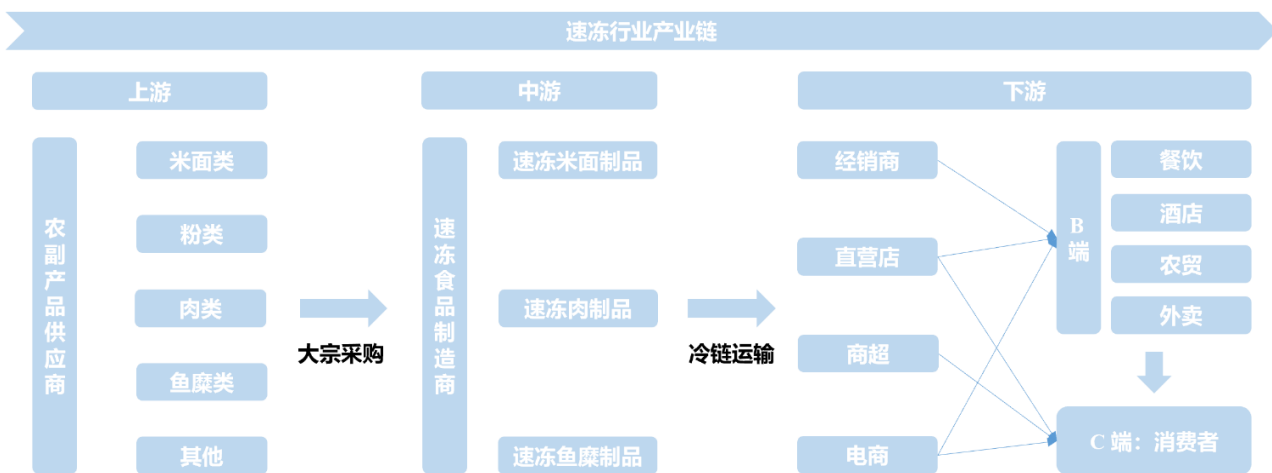 速冻行业产业链
上游
中游
下游
农副产品供应商
米面类
粉类
肉类
鱼糜类
其他
大宗采购
速冻食品制造商
速冻米面制品
速冻肉制品
速冻鱼糜制品
冷链运输
经销商
直营店
商超
电商
B端
餐饮
酒店
农贸
外卖
C 端：消费者